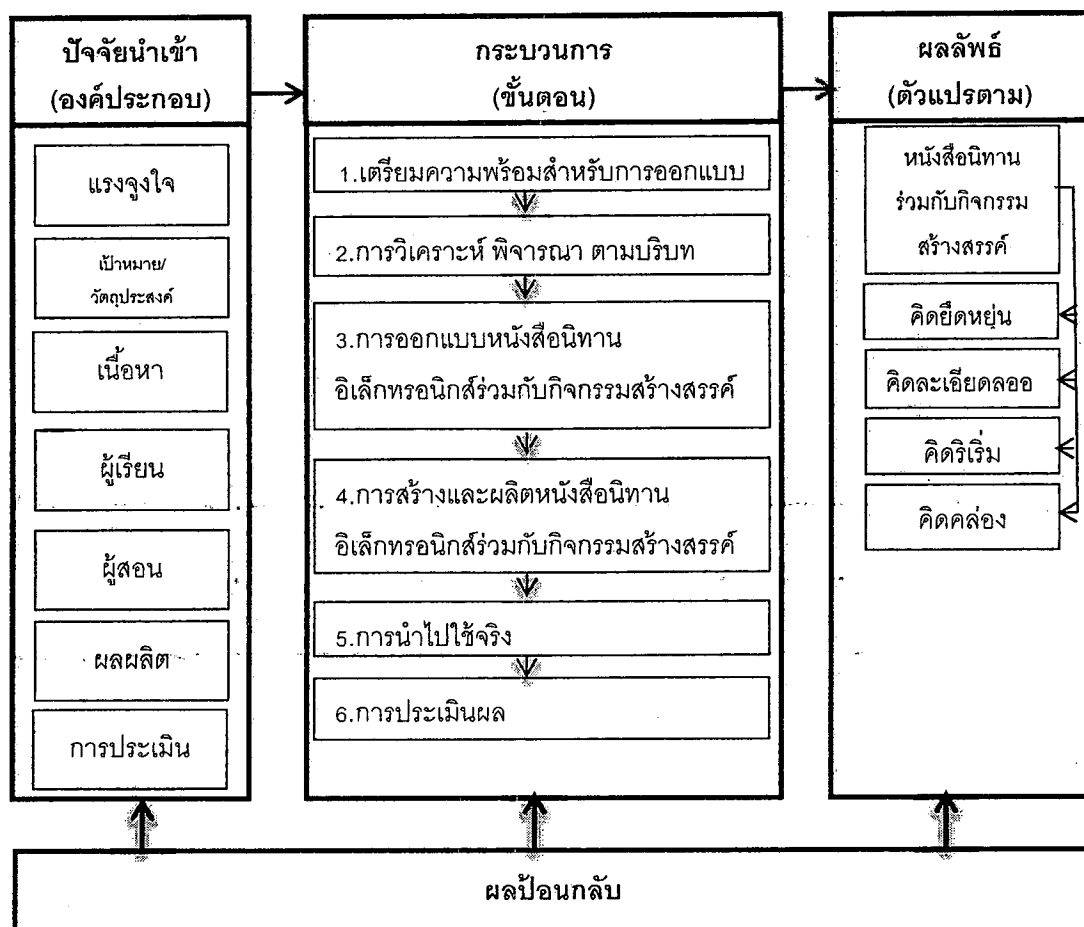 ปัจจัยนำเข้า
(องค์ประกอบ)
แรงจูงใจ
เป้าหมาย/
วัตถุประสงค์
เนื้อหา
ผู้เรียน
ผู้สอน
ผลผลิต
การประเมิน
กระบวนการ
(ขั้นตอน)
1.เตรียมความพร้อมสำหรับการออกแบบ
2.การวิเคราะห์ พิจารณา ตามบริบท
3.การออกแบบหนังสือนิทาน
อิเล็กทรอนิกส์ร่วมกับกิจกรรมสร้างสรรค์
4.การสร้างและผลิตหนังสือนิทาน
อิเล็กทรอนิกส์ร่วมกับกิจกรรมสร้างสรรค์
5.การนำไปใช้จริง
6.การประเมินผล
ผลลัพธ์
(ตัวแปรตาม)
หนังสือนิทาน
ร่วมกับกิจกรรม
สร้างสรรค์
คิดยืดหยุ่น
คิดละเอียดลออ
คิดริเริ่ม
คิดคล่อง
ผลป้อนกลับ